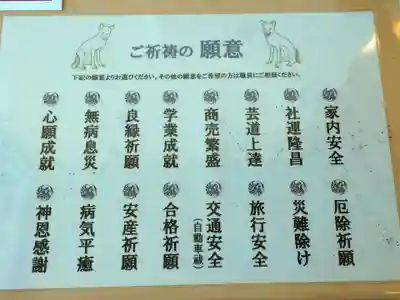 ご祈祷の願意
下記の願意よりお選びください。その他の願意をご希望の方は職員にご相談ください。
家内安全
社運隆昌
芸道上達
商売繁盛
学業成就
良縁祈願
無病息災
心願成就
厄除祈願
災難除け
旅行安全
交通安全
(自動車祓)
合格祈願
安産祈願
病気平癒
神恩感謝